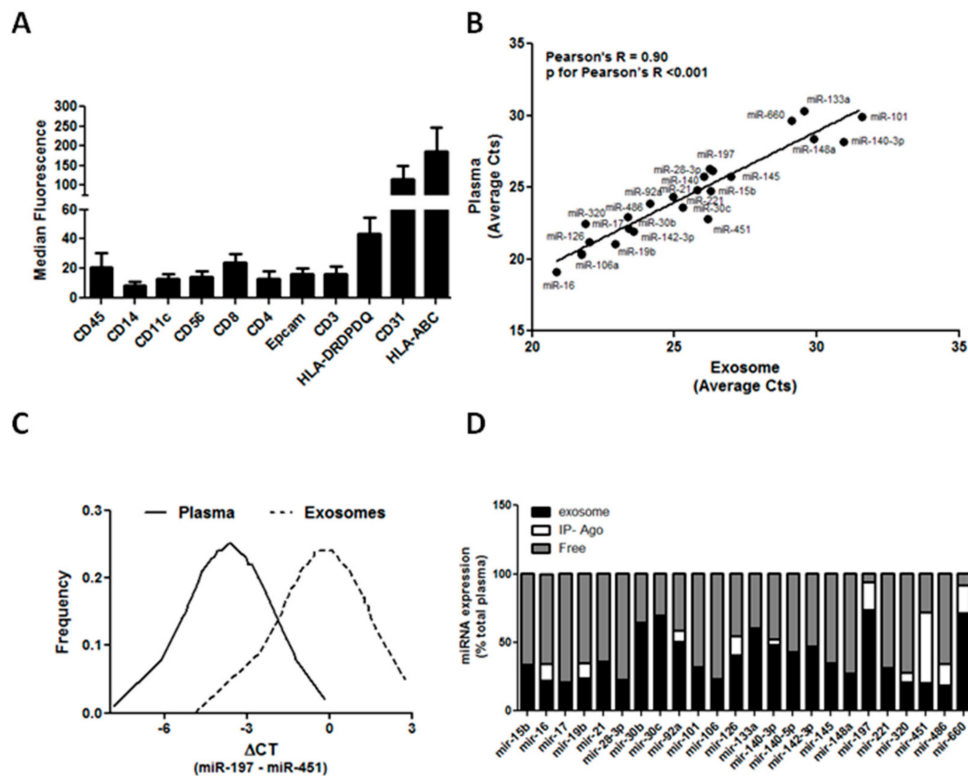 A
Median Fluorescence
300
250
200
150
100
60
40
20
0
CD45
CD14
CD11c
CD56
CD8
CD4
Epcam
CD3
HLA-DRDPDQ
CD31
HLA-ABC
B
Pearson's R = 0.90
p for Pearson's R <0.001
Plasma
(Average Cts)
35
30
25
20
15
miR-133a
miR-660
miR-101
miR-148a
miR-140-3p
miR-197
miR-28-3p
miR-140
miR-145
miR-92a
miR-21
miR-15b
miR-221
miR-486
miR-30c
miR-320
miR-17
miR-30b
miR-451
miR-126
miR-142-3p
miR-19b
miR-106a
miR-16
20
25
30
35
Exosome
(Average Cts)
C
Plasma
Exosomes
Frequency
0.3
0.2
0.1
0.0
-6
-3
0
3
ΔCT
(miR-197 - miR-451)
D
miRNA expression
(% total plasma)
150
100
50
0
exosome
IP- Ago
Free
mir-15b
mir-16
mir-17
mir-19b
mir-21
mir-28-3p
mir-30b
mir-30c
mir-92a
mir-101
mir-106
mir-126
mir-133a
mir-140-3p
mir-140-5p
mir-142-3p
mir-145
mir-148a
mir-197
mir-221
mir-320
mir-451
mir-486
mir-660